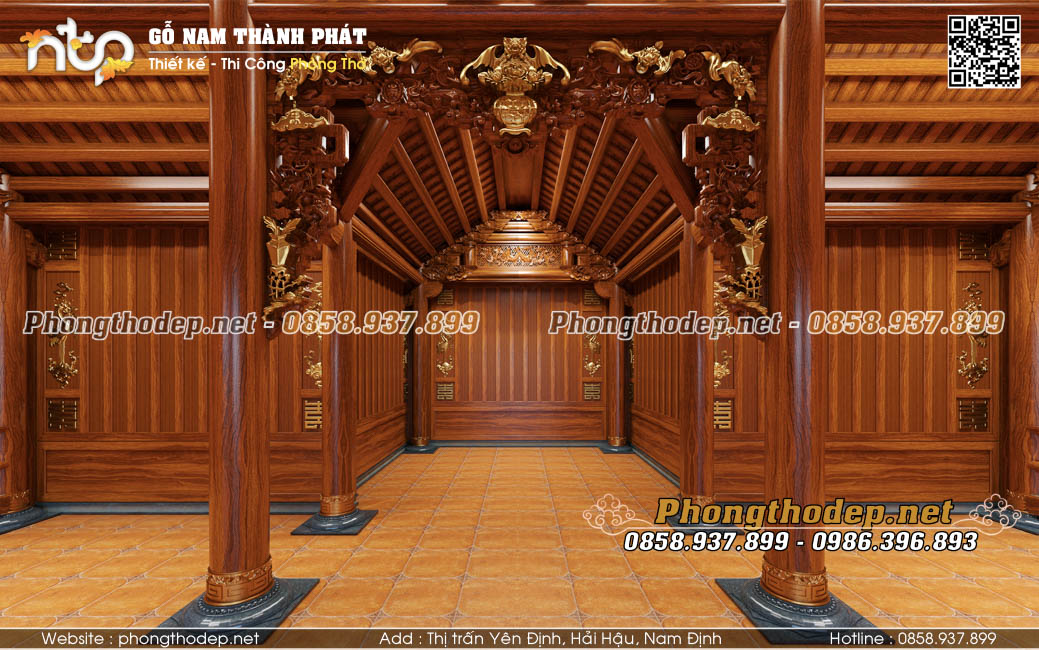 ntp
GỖ NAM THÀNH PHÁT
Thiết kế - Thi Công Phòng Thờ
Phongthodep.net - 0858.937.899
Phongthodep.net - 0858.937.899
Phongthodep.net
0858.937.899 - 0986.396.893
Website : phongthodep.net
Add : Thị trấn Yên Định, Hải Hậu, Nam Định
Hotline : 0858.937.899